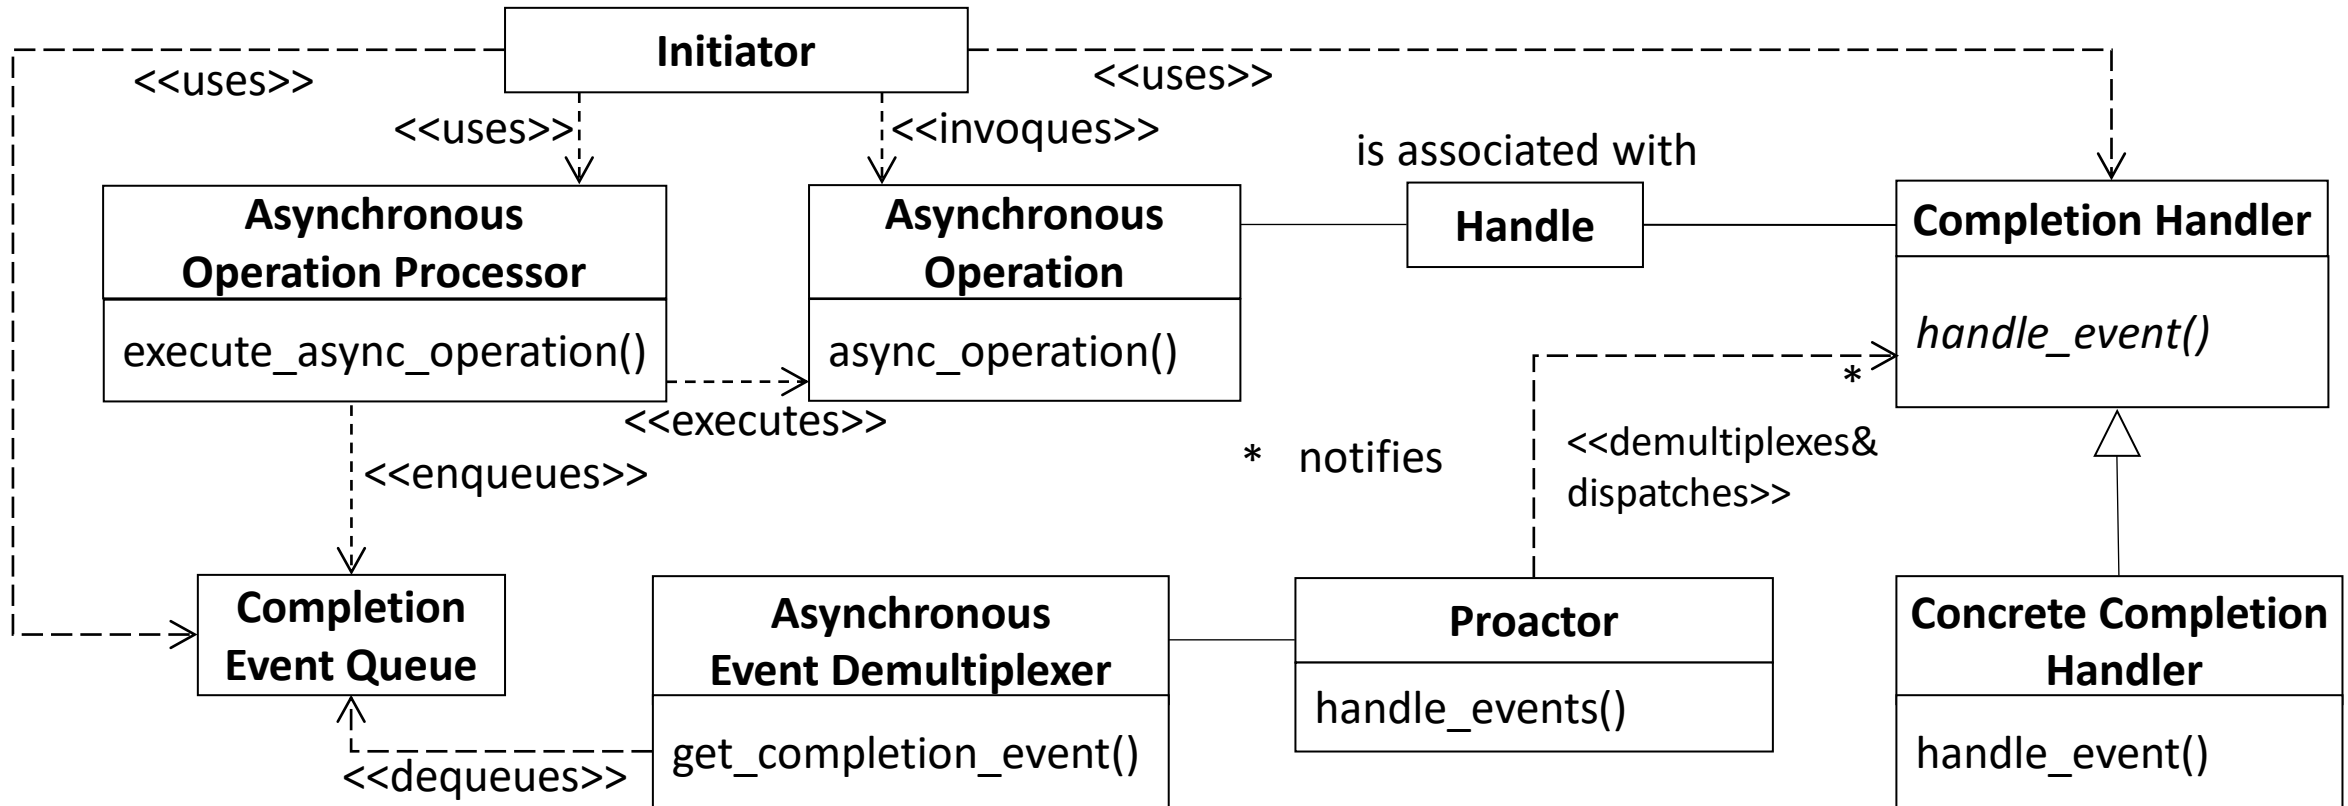 Initiator
<<uses>>
<<uses>>
<<uses>>
<<invoques>>
is associated with
Asynchronous
Operation Processor
execute_async_operation()
Asynchronous
Operation
async_operation()
Handle
Completion Handler
handle_event()
*
<<executes>>
<<enqueues>>
* notifies
<<demultiplexes&
dispatches>>
Completion
Event Queue
Asynchronous
Event Demultiplexer
get_completion_event()
Proactor
handle_events()
Concrete Completion
Handler
handle_event()
<<dequeues>>